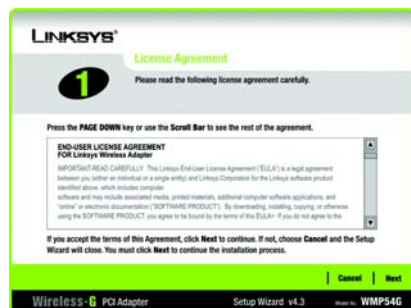 LINKSYS®
License Agreement
1
Please read the following license agreement carefully.
Press the PAGE DOWN key or use the Scroll Bar to see the rest of the agreement.
END-USER LICENSE AGREEMENT
FOR Linksys Wireless Adapter
IMPORTANT-READ CAREFULLY: This Linksys End-User License Agreement ("EULA") is a legal agreement
between you (either an individual or a single entity) and Linksys Corporation for the Linksys software product
identified above, which includes computer
software and may include associated media, printed materials, additional computer software applications, and
"online" or electronic documentation ("SOFTWARE PRODUCT"). By downloading, installing, copying, or otherwise
using the SOFTWARE PRODUCT, you agree to be bound by the terms of this EULA+ If you do not agree to the
If you accept the terms of this Agreement, click Next to continue. If not, choose Cancel and the Setup
Wizard will close. You must click Next to continue the installation process.
Cancel Next
Wireless-G PCI Adapter Setup Wizard v4.3 Model No. WMP54G